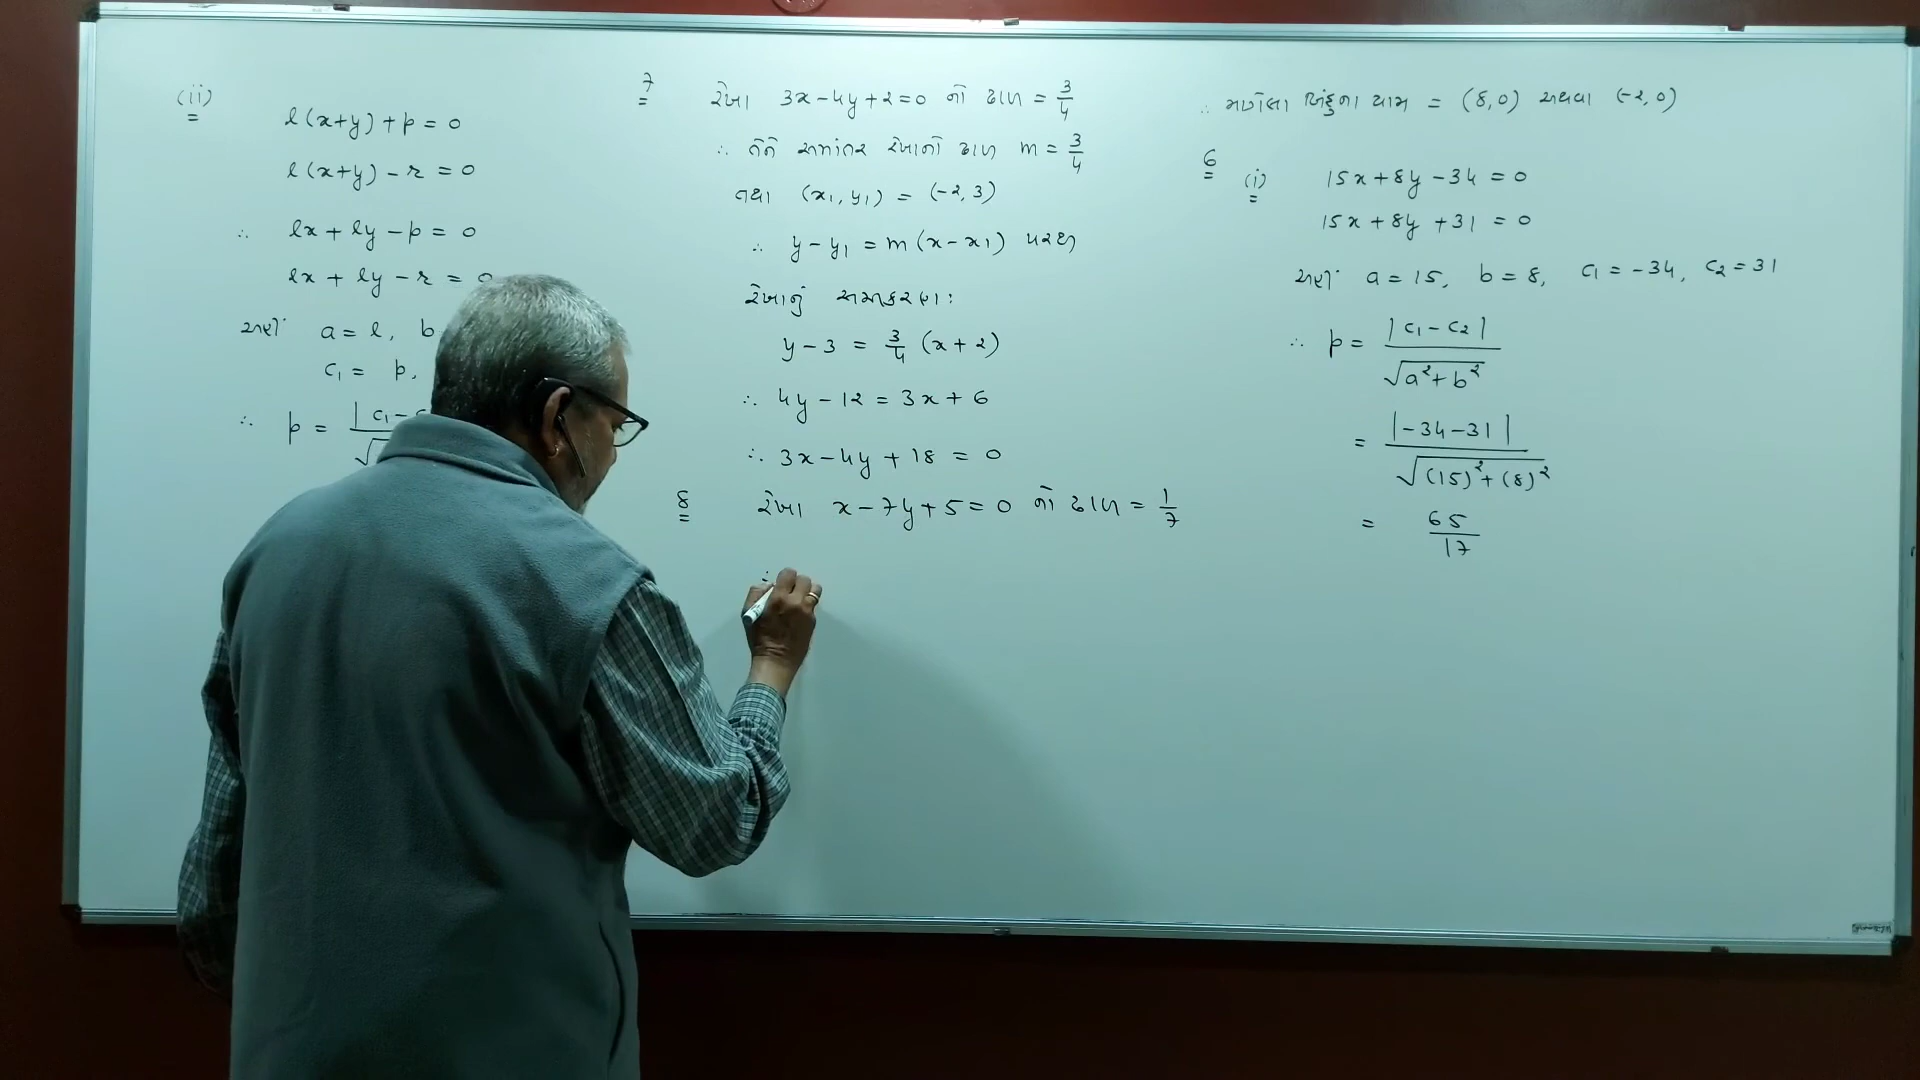 (ii)
l(x+y)+p = 0
l(x+y) - r = 0
∴ lx + ly - p = 0
lx + ly - r = 0
અહીં a = l, b
c₁ = p,
∴ p = |c₁-c
7 રેખા 3x-4y+2=0 નો ઢાળ = 3/4
∴ તેને સમાંતર રેખાનો ઢાળ m = 3/4
તથા (x₁, y₁) = (-2, 3)
∴ y-y₁ = m(x-x₁) પરથી
રેખાનું સમીકરણ:
y-3 = 3/4 (x+2)
∴ 4y-12 = 3x+6
∴ 3x-4y+18 = 0
8 રેખા x-7y+5=0 નો ઢાળ = 1/7
∴ માંગેલા બિંદુના યામ = (8,0) અથવા (-2,0)
6 (i) 15x+8y-34 = 0
15x+8y+31 = 0
અહીં a = 15, b = 8, c₁ = -34, c₂ = 31
∴ p = |c₁-c₂| / √a²+b²
= |-34-31| / √(15)²+(8)²
= 65/17